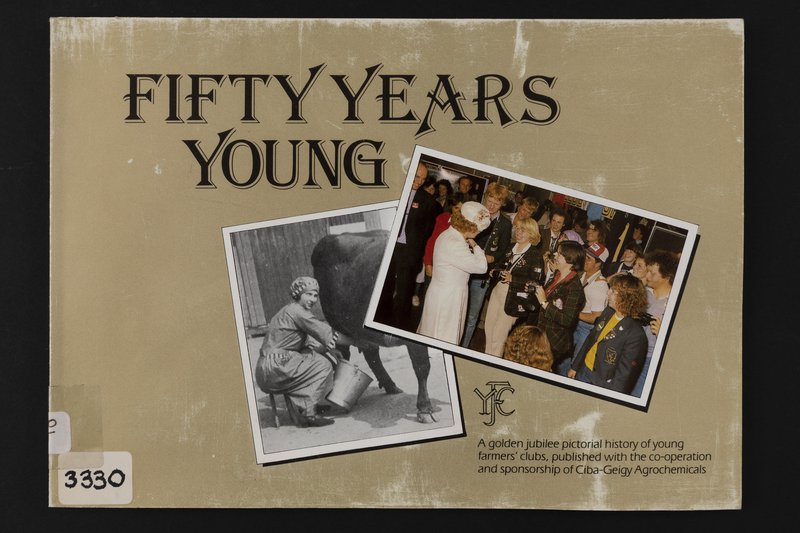 FIFTY YEARS
YOUNG
YFC
A golden jubilee pictorial history of young
farmers' clubs, published with the co-operation
and sponsorship of Ciba-Geigy Agrochemicals
3330